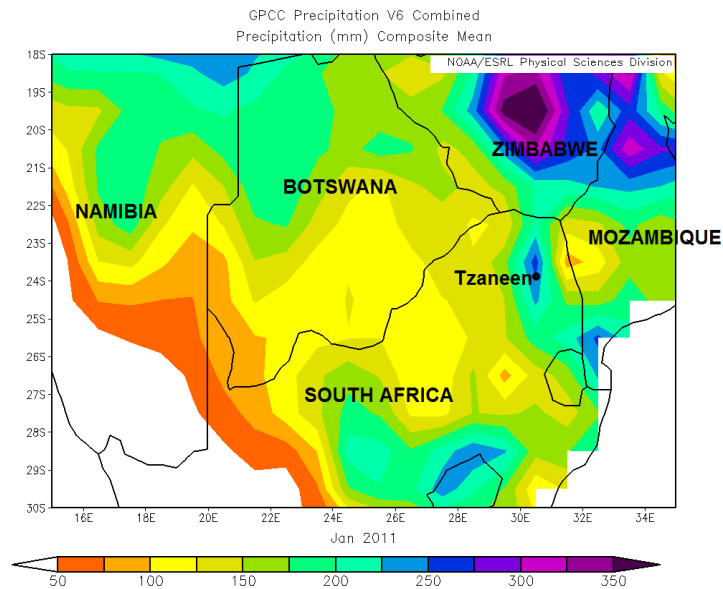 GPCC Precipitation V6 Combined
Precipitation (mm) Composite Mean
NOAA/ESRL Physical Sciences Division
18S
19S
20S
21S
22S
23S
24S
25S
26S
27S
28S
29S
30S
ZIMBABWE
BOTSWANA
NAMIBIA
MOZAMBIQUE
Tzaneen
SOUTH AFRICA
16E 18E 20E 22E 24E 26E 28E 30E 32E 34E
Jan 2011
50 100 150 200 250 300 350